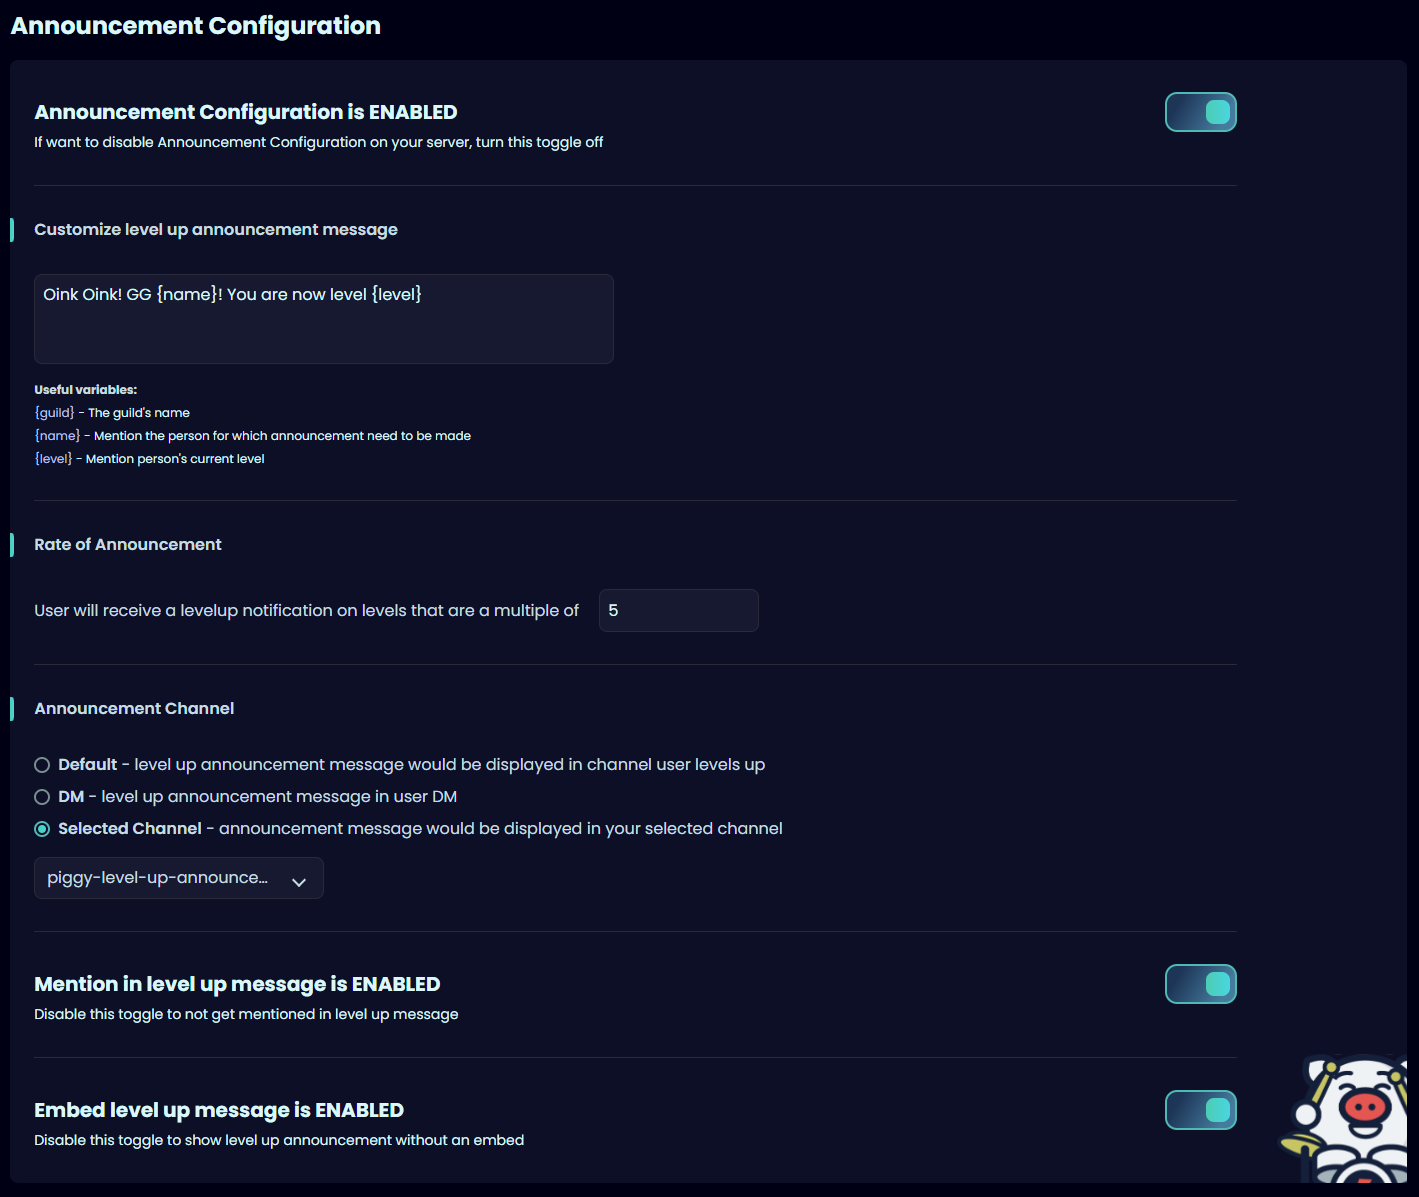 Announcement Configuration
Announcement Configuration is ENABLED
If want to disable Announcement Configuration on your server, turn this toggle off
Customize level up announcement message
Oink Oink! GG {name}! You are now level {level}
Useful variables:
{guild} - The guild's name
{name} - Mention the person for which announcement need to be made
{level} - Mention person's current level
Rate of Announcement
User will receive a levelup notification on levels that are a multiple of 5
Announcement Channel
Default - level up announcement message would be displayed in channel user levels up
DM - level up announcement message in user DM
Selected Channel - announcement message would be displayed in your selected channel
piggy-level-up-announce...
Mention in level up message is ENABLED
Disable this toggle to not get mentioned in level up message
Embed level up message is ENABLED
Disable this toggle to show level up announcement without an embed